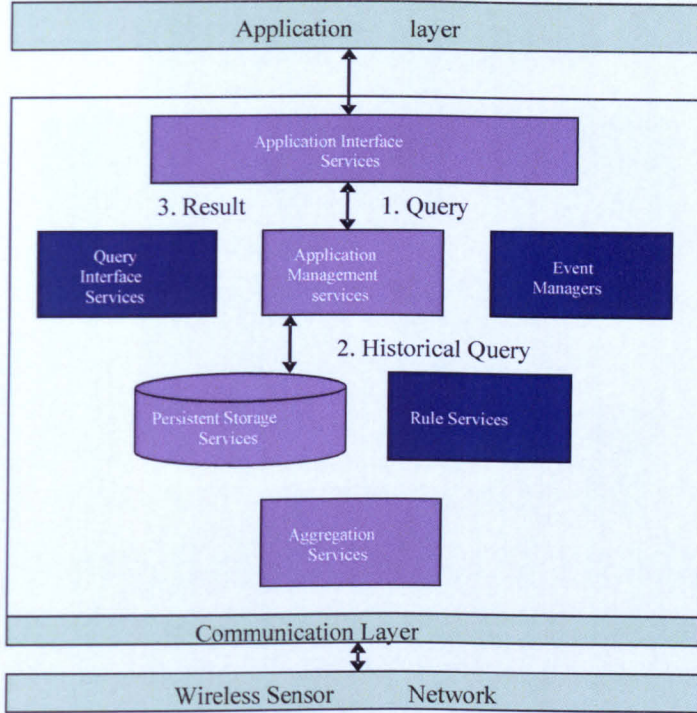 Application layer
Application Interface
Services
3. Result
1. Query
Query
Interface
Services
Application
Management
services
Event
Managers
2. Historical Query
Persistent Storage
Services
Rule Services
Aggregation
Services
Communication Layer
Wireless Sensor Network